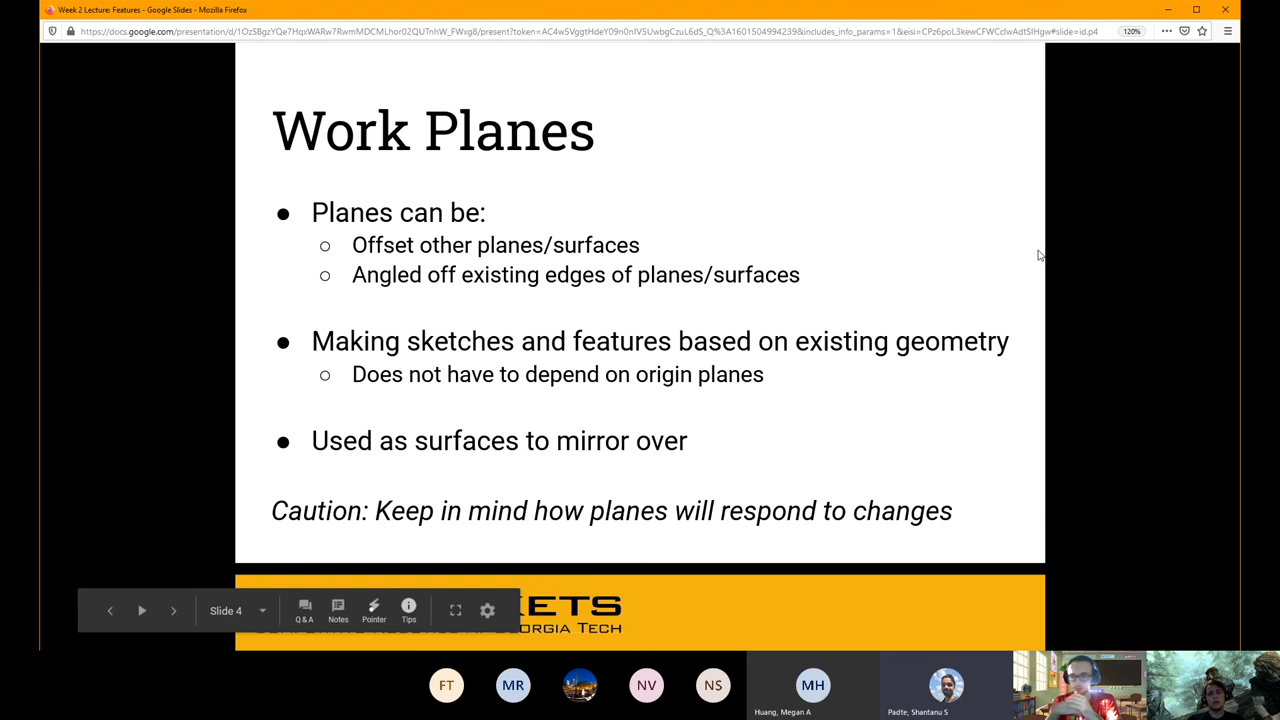 Week 2 Lecture: Features - Google Slides - Mozilla Firefox
120%
Work Planes
● Planes can be:
○ Offset other planes/surfaces
○ Angled off existing edges of planes/surfaces
● Making sketches and features based on existing geometry
○ Does not have to depend on origin planes
● Used as surfaces to mirror over
Caution: Keep in mind how planes will respond to changes
Slide 4
Q & A
Notes
Pointer
Tips
KETS
ORGIA TECH
FT
MR
NV
NS
MH
Huang, Megan A
Padte, Shantanu S